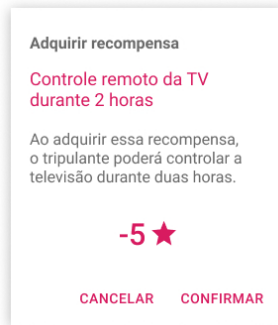 Adquirir recompensa
Controle remoto da TV
durante 2 horas
Ao adquirir essa recompensa,
o tripulante poderá controlar a
televisão durante duas horas.
-5 ★
CANCELAR CONFIRMAR